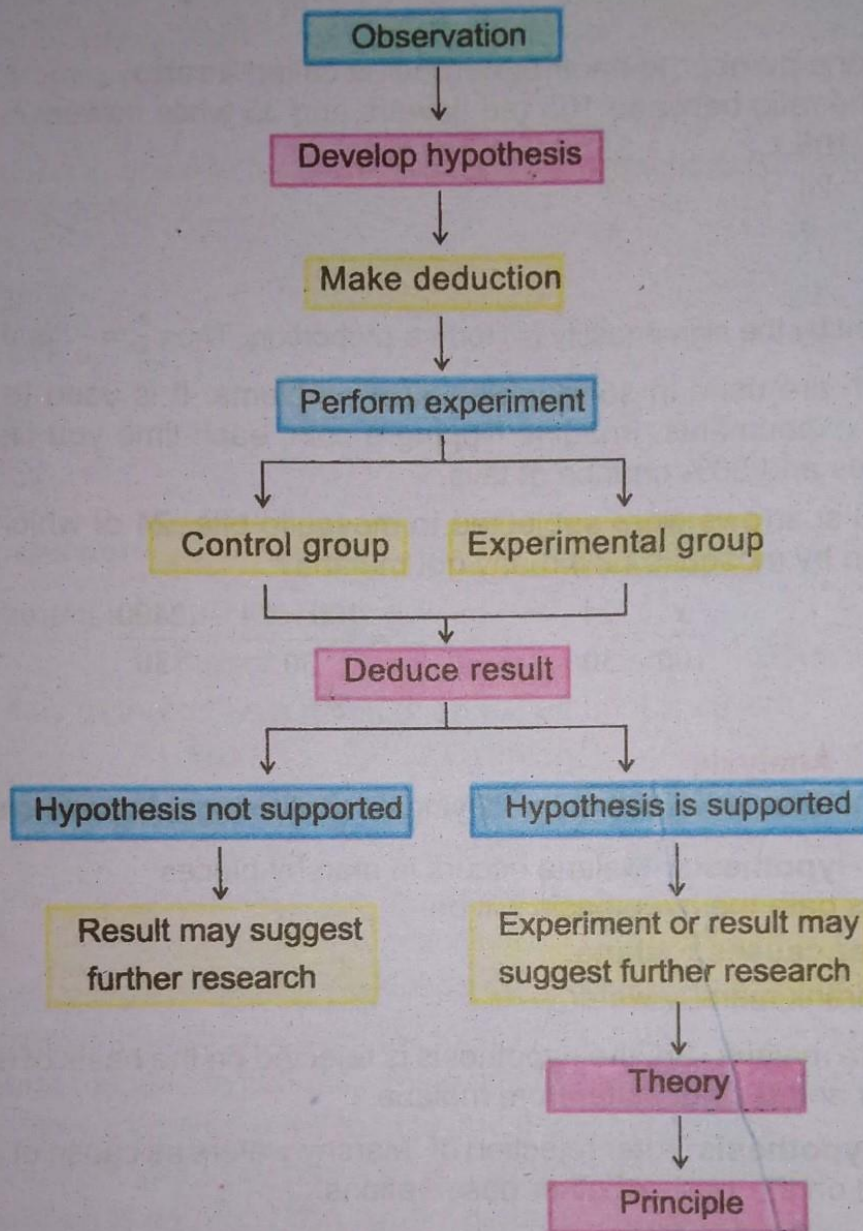 Observation
Develop hypothesis
Make deduction
Perform experiment
Control group
Experimental group
Deduce result
Hypothesis not supported
Hypothesis is supported
Result may suggest
further research
Experiment or result may
suggest further research
Theory
Principle